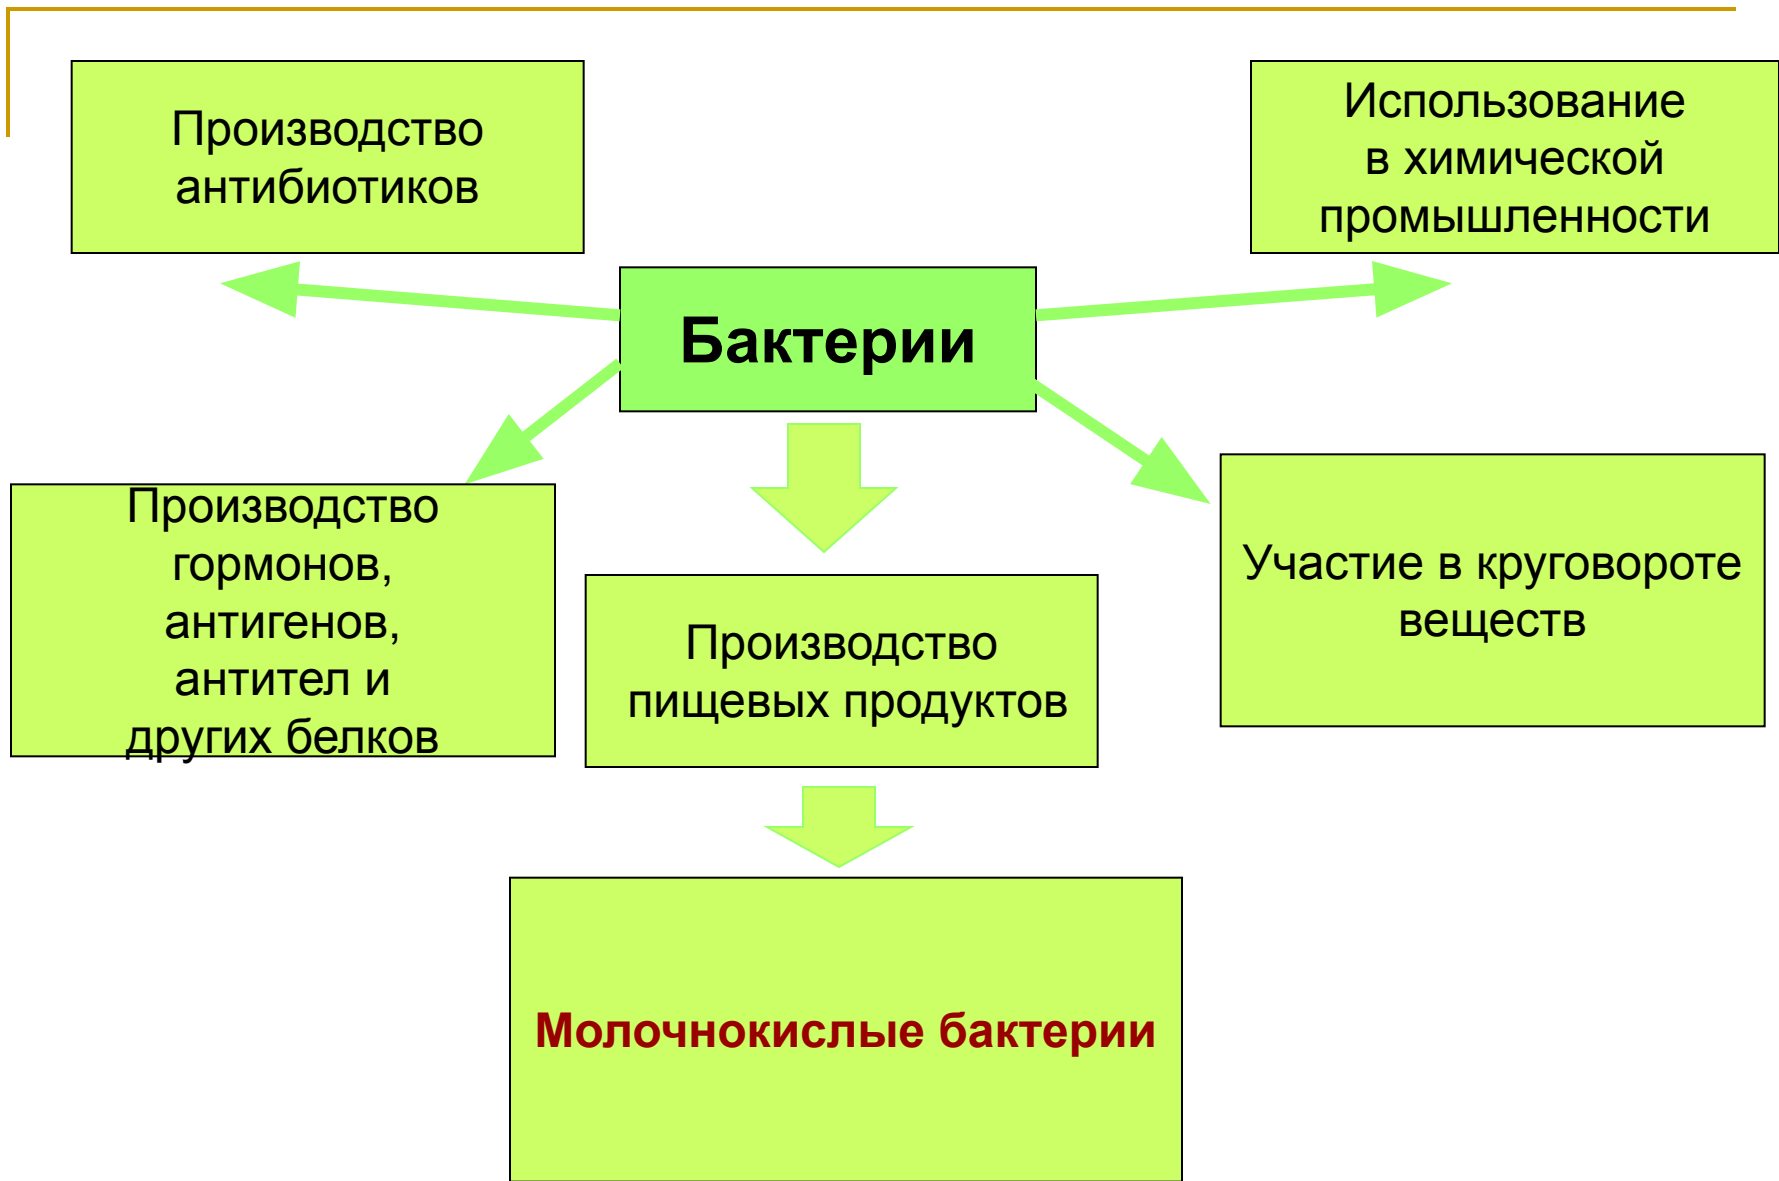 Производство
антибиотиков
Использование
в химической
промышленности
Бактерии
Производство
гормонов,
антигенов,
антител и
других белков
Производство
пищевых продуктов
Участие в круговороте
веществ
Молочнокислые бактерии